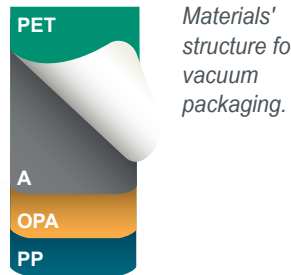 PET
A
OPA
PP
Materials'
structure fo
vacuum
packaging.